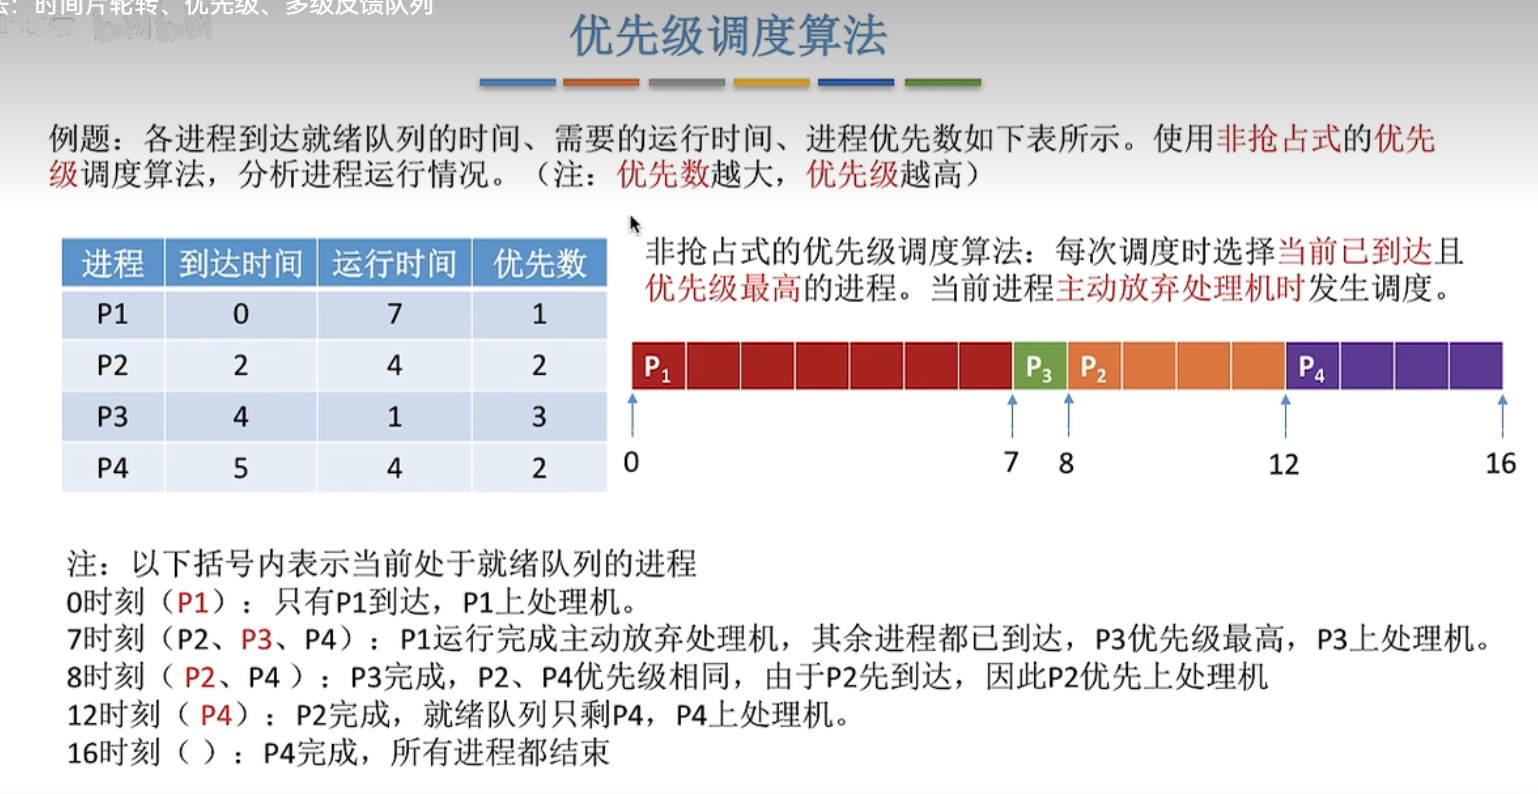 ：时间片轮转、优先级、多级反馈队列
优先级调度算法
例题：各进程到达就绪队列的时间、需要的运行时间、进程优先数如下表所示。使用非抢占式的优先
级调度算法，分析进程运行情况。（注：优先数越大，优先级越高）
进程 到达时间 运行时间 优先数
P1 0 7 1
P2 2 4 2
P3 4 1 3
P4 5 4 2
非抢占式的优先级调度算法：每次调度时选择当前已到达且
优先级最高的进程。当前进程主动放弃处理机时发生调度。
P1 P3 P2 P4
0 7 8 12 16
注：以下括号内表示当前处于就绪队列的进程
0时刻（P1）：只有P1到达，P1上处理机。
7时刻（P2、P3、P4）：P1运行完成主动放弃处理机，其余进程都已到达，P3优先级最高，P3上处理机。
8时刻（P2、P4）：P3完成，P2、P4优先级相同，由于P2先到达，因此P2优先上处理机
12时刻（P4）：P2完成，就绪队列只剩P4，P4上处理机。
16时刻（ ）：P4完成，所有进程都结束